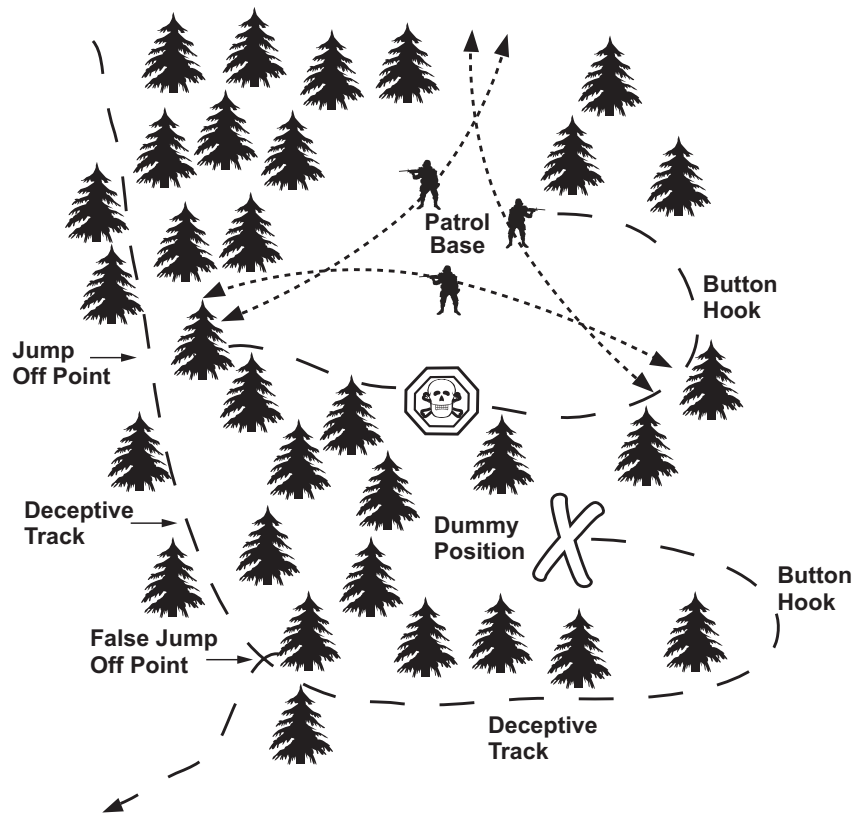 Patrol
Base
Button
Hook
Jump
Off Point
Deceptive
Track
Dummy
Position
Button
Hook
False Jump
Off Point
Deceptive
Track